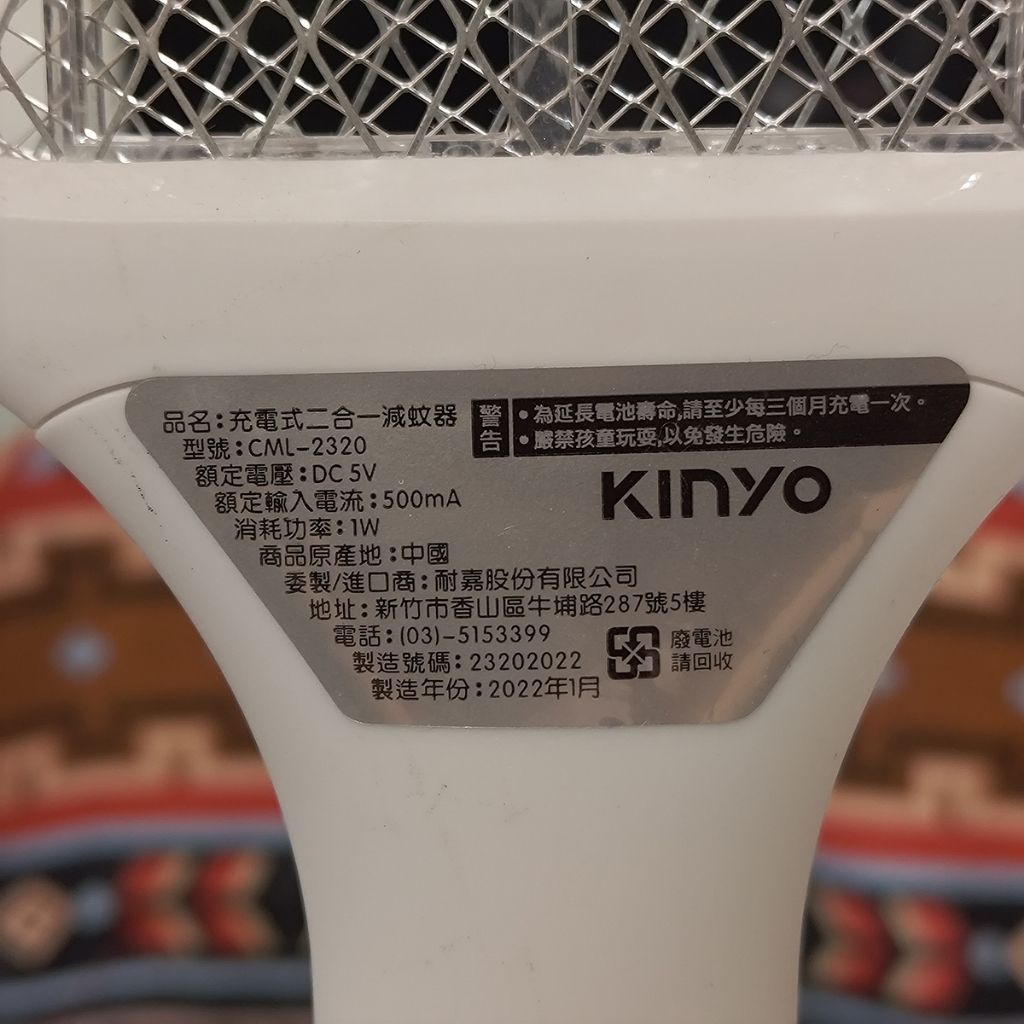 品名:充電式二合一減蚊器
型號:CML-2320
額定電壓:DC 5V
額定輸入電流:500mA
消耗功率:1W
商品原產地:中國
委製/進口商:耐嘉股份有限公司
地址:新竹市香山區牛埔路287號5樓
電話:(03)-5153399
製造號碼:23202022
製造年份:2022年1月
警告
•為延長電池壽命,請至少每三個月充電一次。
•嚴禁孩童玩耍,以免發生危險。
KINYO
廢電池
請回收